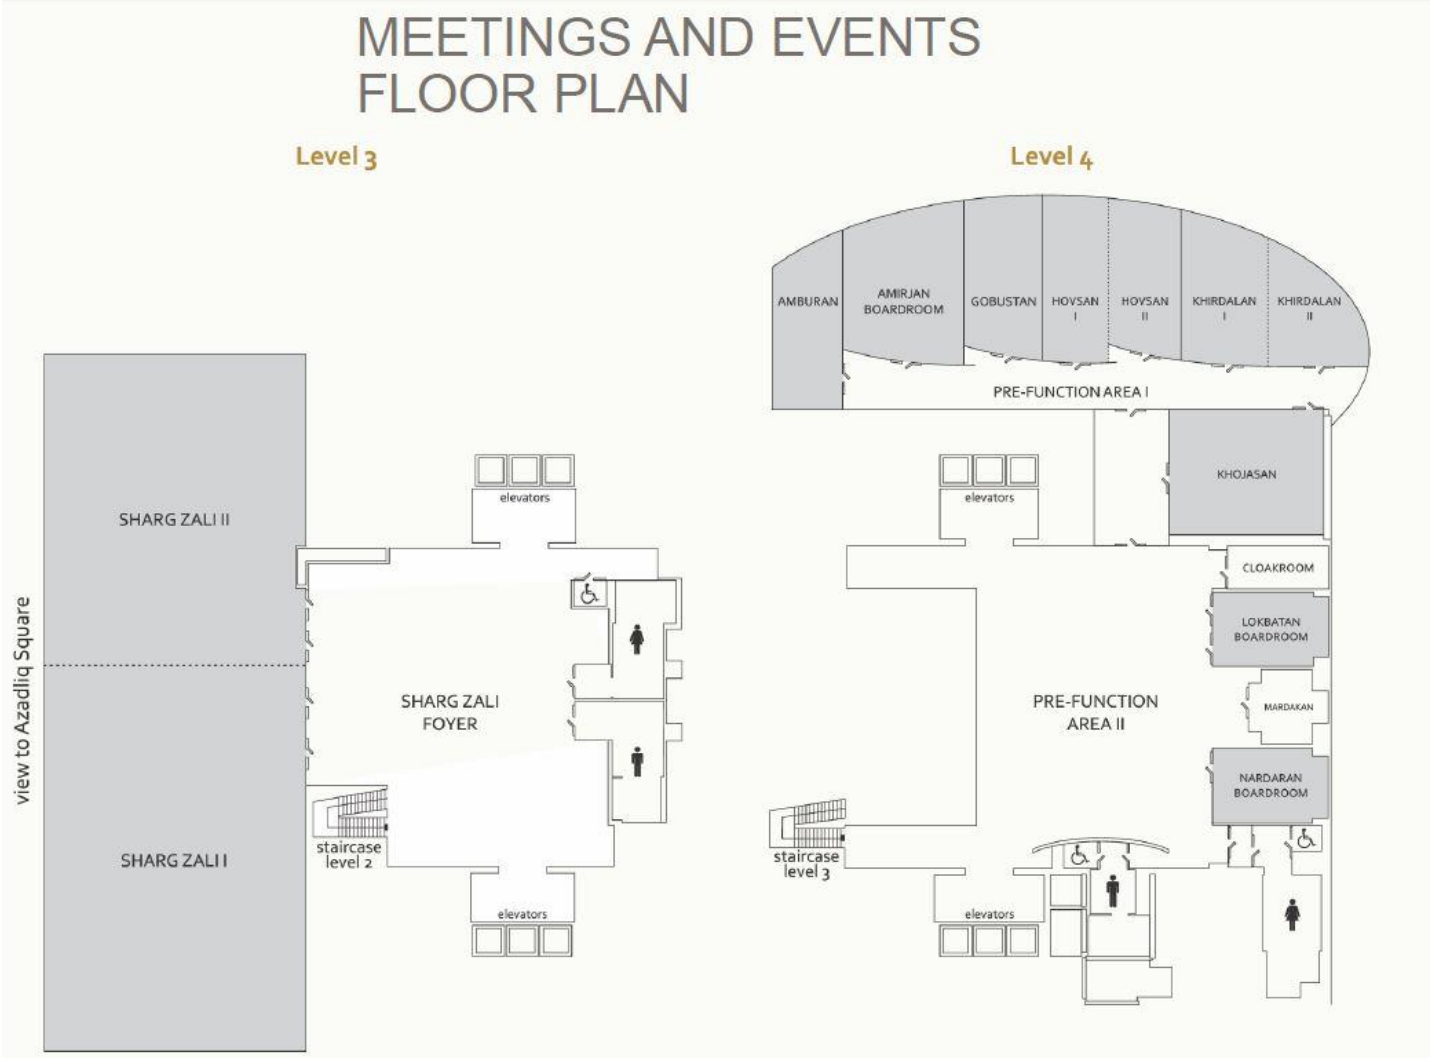 MEETINGS AND EVENTS
FLOOR PLAN
Level 3
view to Azadliq Square
SHARG ZALI II
SHARG ZALI I
elevators
SHARG ZALI
FOYER
staircase
level 2
elevators
Level 4
AMBURAN
AMIRJAN
BOARDROOM
GOBUSTAN
HOVSAN
I
HOVSAN
II
KHIRDALAN
I
KHIRDALAN
II
PRE-FUNCTION AREA I
KHOJASAN
elevators
CLOAKROOM
LOKBATAN
BOARDROOM
PRE-FUNCTION
AREA II
MARDAKAN
NARDARAN
BOARDROOM
staircase
level 3
elevators